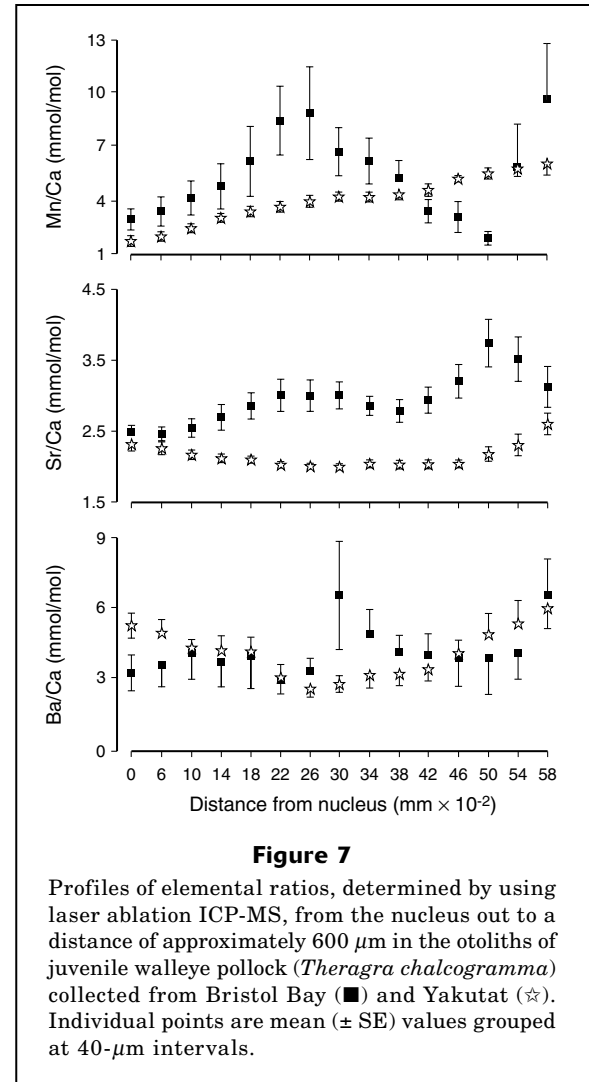 13
10
7
4
1
Mn/Ca (mmol/mol)
4.5
3.5
2.5
1.5
Sr/Ca (mmol/mol)
9
6
3
0
Ba/Ca (mmol/mol)
0 6 10 14 18 22 26 30 34 38 42 46 50 54 58
Distance from nucleus (mm × 10-2)
Figure 7
Profiles of elemental ratios, determined by using
laser ablation ICP-MS, from the nucleus out to a
distance of approximately 600 µm in the otoliths of
juvenile walleye pollock (Theragra chalcogramma)
collected from Bristol Bay (■) and Yakutat (☆).
Individual points are mean (± SE) values grouped
at 40-µm intervals.